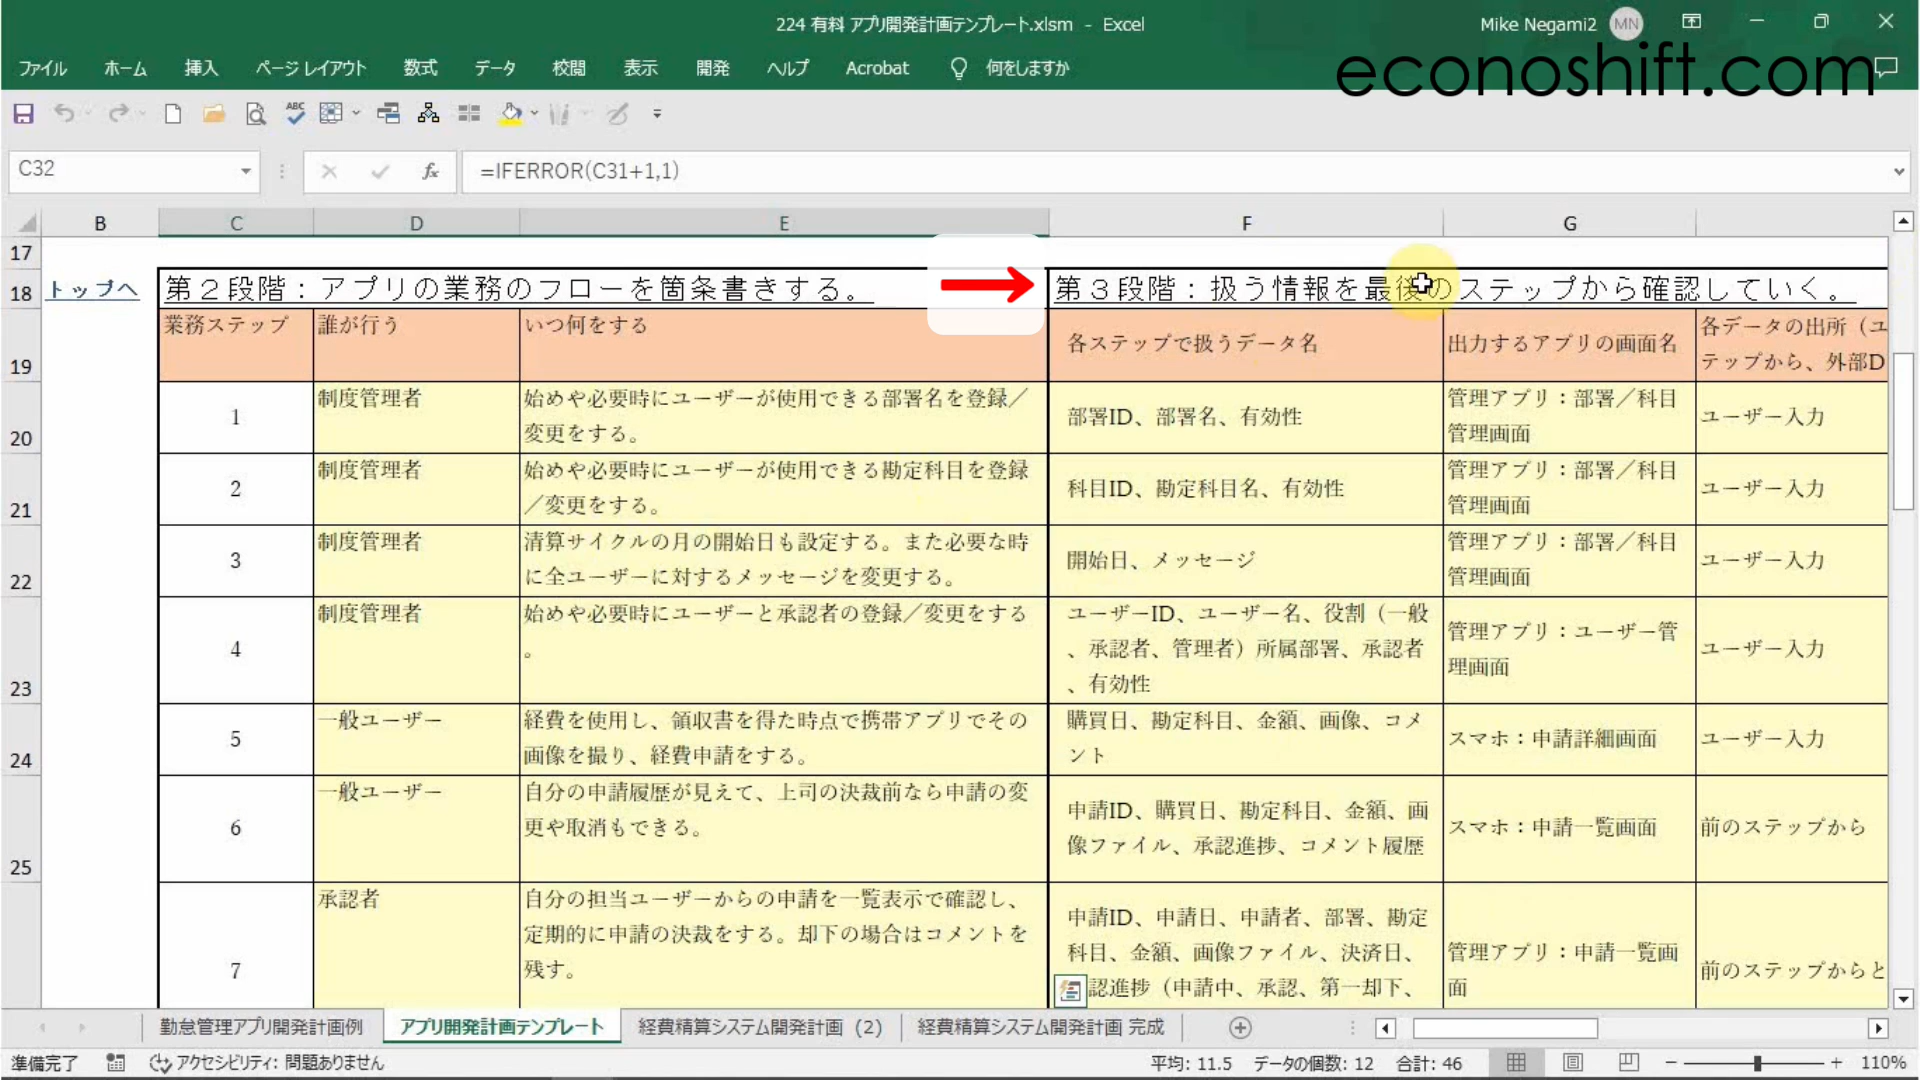 224 有料 アプリ開発計画テンプレート.xlsm - Excel
Mike Negami2
MN
econoshift.com
ファイル ホーム 挿入 ページ レイアウト 数式 データ 校閲 表示 開発 ヘルプ Acrobat 何をしますか
ABC
C32
fx
=IFERROR(C31+1,1)
B C D E F G
17
18
トップへ
第２段階：アプリの業務のフローを箇条書きする。
第３段階：扱う情報を最後のステップから確認していく。
19
業務ステップ
誰が行う
いつ何をする
各ステップで扱うデータ名
出力するアプリの画面名
各データの出所（ユ
テップから、外部D
20
1
制度管理者
始めや必要時にユーザーが使用できる部署名を登録／
変更をする。
部署ID、部署名、有効性
管理アプリ：部署／科目
管理画面
ユーザー入力
21
2
制度管理者
始めや必要時にユーザーが使用できる勘定科目を登録
／変更をする。
科目ID、勘定科目名、有効性
管理アプリ：部署／科目
管理画面
ユーザー入力
22
3
制度管理者
清算サイクルの月の開始日も設定する。また必要な時
に全ユーザーに対するメッセージを変更する。
開始日、メッセージ
管理アプリ：部署／科目
管理画面
ユーザー入力
23
4
制度管理者
始めや必要時にユーザーと承認者の登録／変更をする
。
ユーザーID、ユーザー名、役割（一般
、承認者、管理者）所属部署、承認者
、有効性
管理アプリ：ユーザー管
理画面
ユーザー入力
24
5
一般ユーザー
経費を使用し、領収書を得た時点で携帯アプリでその
画像を撮り、経費申請をする。
購買日、勘定科目、金額、画像、コメ
ント
スマホ：申請詳細画面
ユーザー入力
25
6
一般ユーザー
自分の申請履歴が見えて、上司の決裁前なら申請の変
更や取消もできる。
申請ID、購買日、勘定科目、金額、画
像ファイル、承認進捗、コメント履歴
スマホ：申請一覧画面
前のステップから
7
承認者
自分の担当ユーザーからの申請を一覧表示で確認し、
定期的に申請の決裁をする。却下の場合はコメントを
残す。
申請ID、申請日、申請者、部署、勘定
科目、金額、画像ファイル、決済日、
認進捗（申請中、承認、第一却下、
管理アプリ：申請一覧画
面
前のステップからと
勤怠管理アプリ開発計画例
アプリ開発計画テンプレート
経費精算システム開発計画 (2)
経費精算システム開発計画 完成
準備完了
アクセシビリティ: 問題ありません
平均: 11.5 データの個数: 12 合計: 46
110%